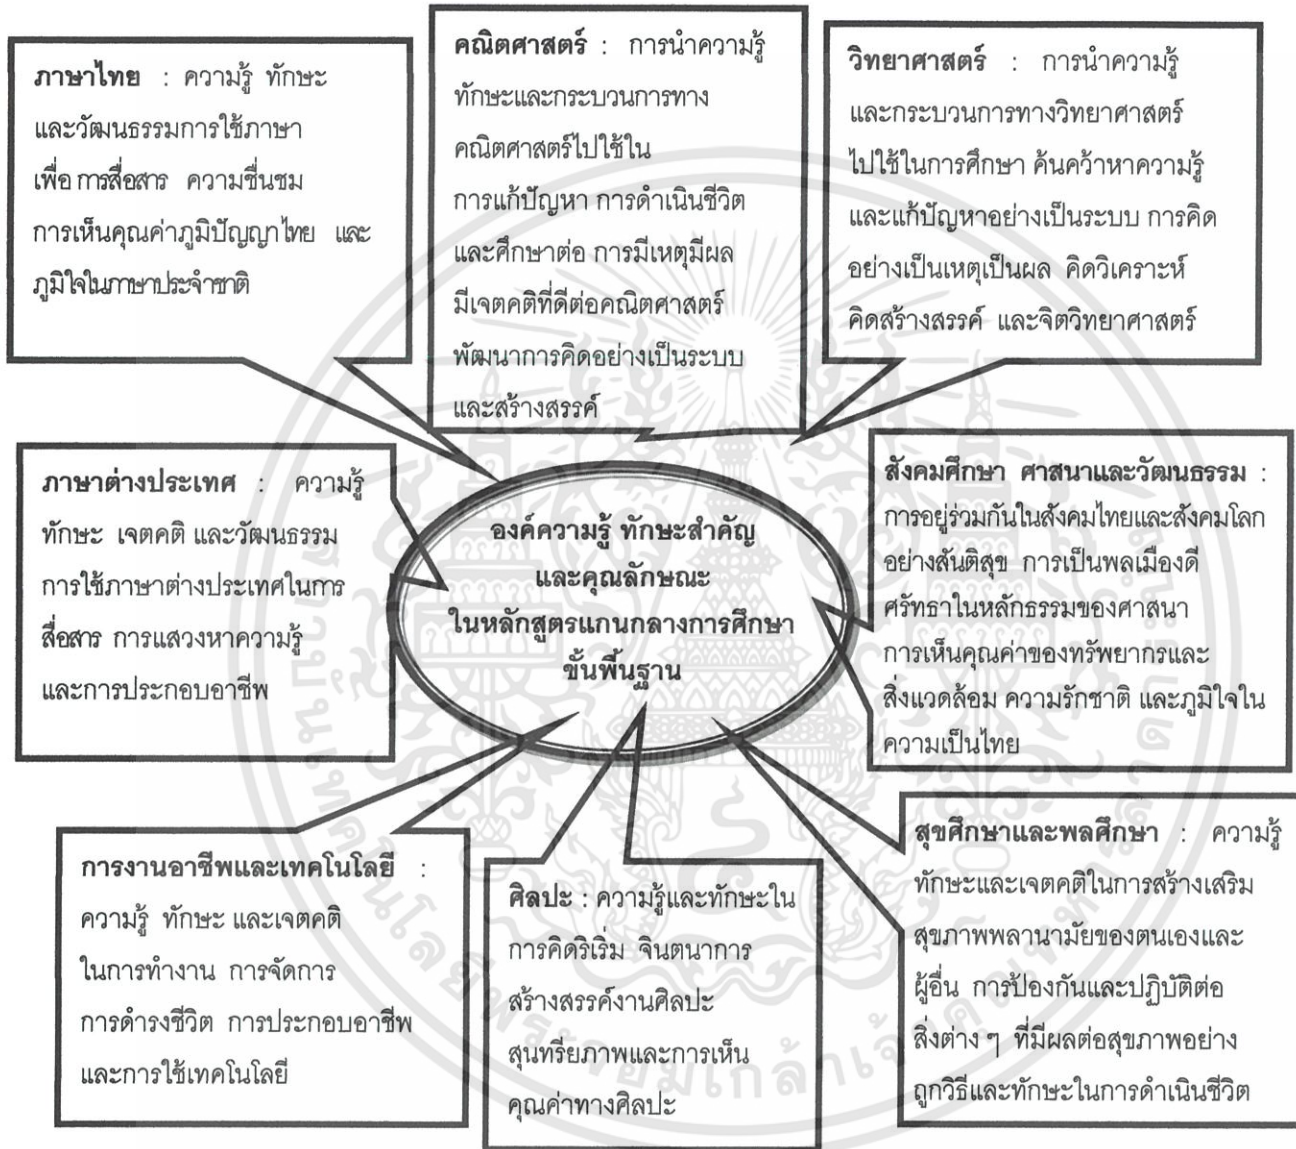 ภาษาไทย : ความรู้ ทักษะ
และวัฒนธรรมการใช้ภาษา
เพื่อ การสื่อสาร ความชื่นชม
การเห็นคุณค่าภูมิปัญญาไทย และ
ภูมิใจในภาษาประจำชาติ
คณิตศาสตร์ : การนำความรู้
ทักษะและกระบวนการทาง
คณิตศาสตร์ไปใช้ใน
การแก้ปัญหา การดำเนินชีวิต
และศึกษาต่อ การมีเหตุมีผล
มีเจตคติที่ดีต่อคณิตศาสตร์
พัฒนาการคิดอย่างเป็นระบบ
และสร้างสรรค์
วิทยาศาสตร์ : การนำความรู้
และกระบวนการทางวิทยาศาสตร์
ไปใช้ในการศึกษา ค้นคว้าหาความรู้
และแก้ปัญหาอย่างเป็นระบบ การคิด
อย่างเป็นเหตุเป็นผล คิดวิเคราะห์
คิดสร้างสรรค์ และจิตวิทยาศาสตร์
ภาษาต่างประเทศ : ความรู้
ทักษะ เจตคติ และวัฒนธรรม
การใช้ภาษาต่างประเทศในการ
สื่อสาร การแสวงหาความรู้
และการประกอบอาชีพ
องค์ความรู้ ทักษะสำคัญ
และคุณลักษณะ
ในหลักสูตรแกนกลางการศึกษา
ขั้นพื้นฐาน
สังคมศึกษา ศาสนาและวัฒนธรรม :
การอยู่ร่วมกันในสังคมไทยและสังคมโลก
อย่างสันติสุข การเป็นพลเมืองดี
ศรัทธาในหลักธรรมของศาสนา
การเห็นคุณค่าของทรัพยากรและ
สิ่งแวดล้อม ความรักชาติ และภูมิใจใน
ความเป็นไทย
การงานอาชีพและเทคโนโลยี :
ความรู้ ทักษะ และเจตคติ
ในการทำงาน การจัดการ
การดำรงชีวิต การประกอบอาชีพ
และการใช้เทคโนโลยี
ศิลปะ : ความรู้และทักษะใน
การคิดริเริ่ม จินตนาการ
สร้างสรรค์งานศิลปะ
สุนทรียภาพและการเห็น
คุณค่าทางศิลปะ
สุขศึกษาและพลศึกษา : ความรู้
ทักษะและเจตคติในการสร้างเสริม
สุขภาพพลานามัยของตนเองและ
ผู้อื่น การป้องกันและปฏิบัติต่อ
สิ่งต่าง ๆ ที่มีผลต่อสุขภาพอย่าง
ถูกวิธีและทักษะในการดำเนินชีวิต
สถาบันเทคโนโลยีพระจอมเกล้าเจ้าคุณทหารลาดกระบัง